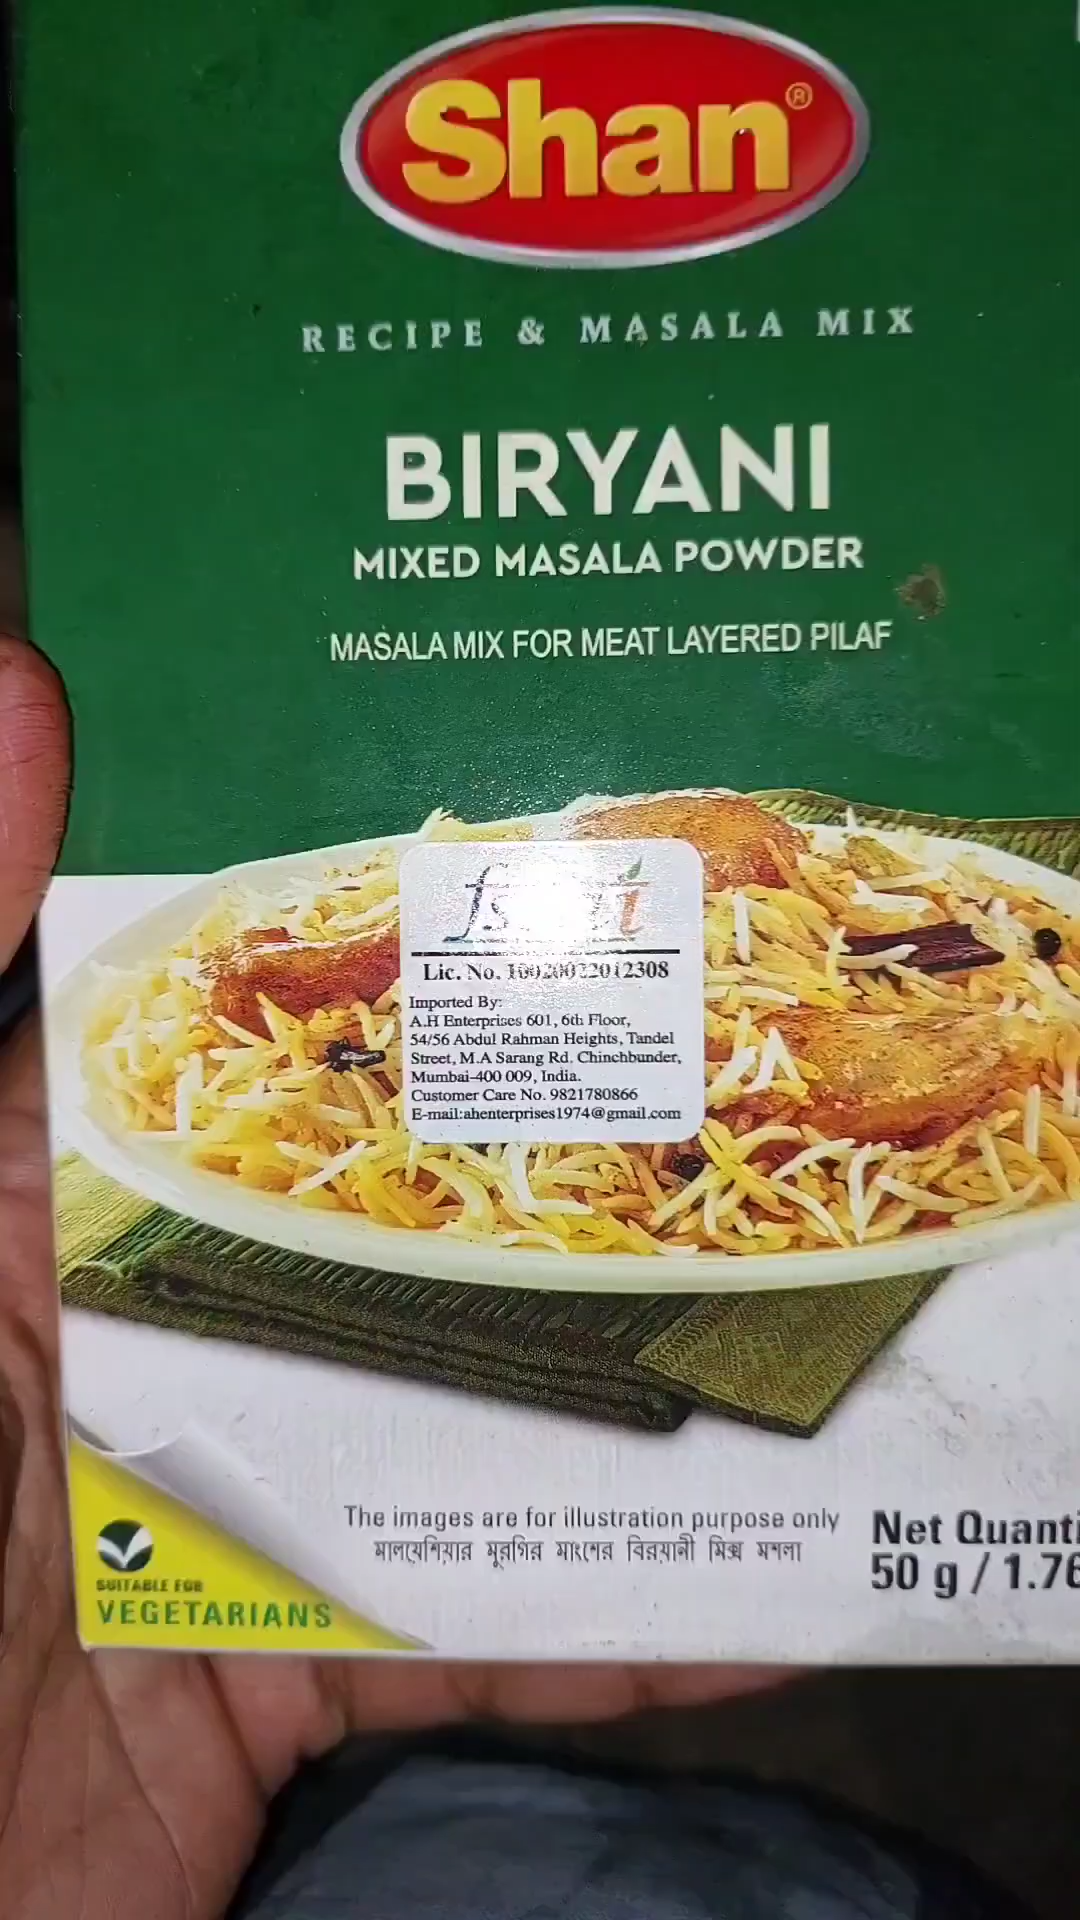 Shan®
RECIPE & MASALA MIX
BIRYANI
MIXED MASALA POWDER
MASALA MIX FOR MEAT LAYERED PILAF
Lic. No. 10020022012308
Imported By:
A.H Enterprises 601, 6th Floor,
54/56 Abdul Rahman Heights, Tandel
Street, M.A Sarang Rd. Chinchbunder,
Mumbai-400 009, India.
Customer Care No. 9821780866
E-mail:ahenterprises1974@gmail.com
The images are for illustration purpose only
মালয়েশিয়ার মুরগির মাংশের বিরয়ানী মিক্স মশলা
Net Quanti
50 g / 1.76
SUITABLE FOR
VEGETARIANS